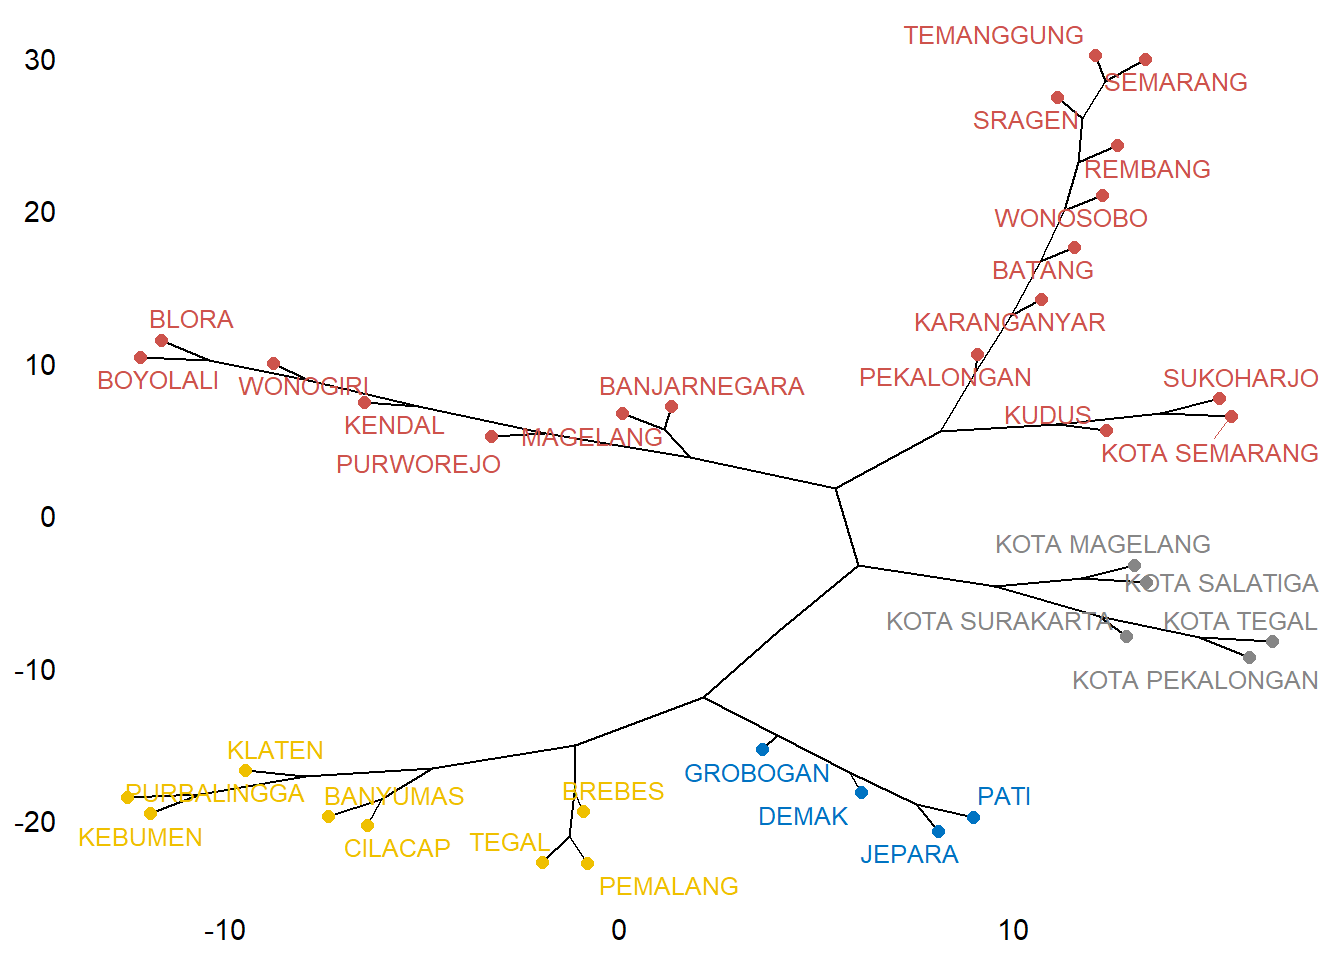 TEMANGGUNG
30
SEMARANG
SRAGEN
REMBANG
20
WONOSOBO
BATANG
BLORA
KARANGANYAR
10
BOYOLALI
WONOGIRI
BANJARNEGARA
PEKALONGAN
SUKOHARJO
KENDAL
MAGELANG
KUDUS
PURWOREJO
KOTA SEMARANG
0
KOTA MAGELANG
KOTA SALATIGA
KOTA SURAKARTA
KOTA TEGAL
-10
KOTA PEKALONGAN
KLATEN
GROBOGAN
PURBALINGGA
BANYUMAS
BREBES
PATI
-20
DEMAK
KEBUMEN
CILACAP
TEGAL
JEPARA
PEMALANG
-10
0
10